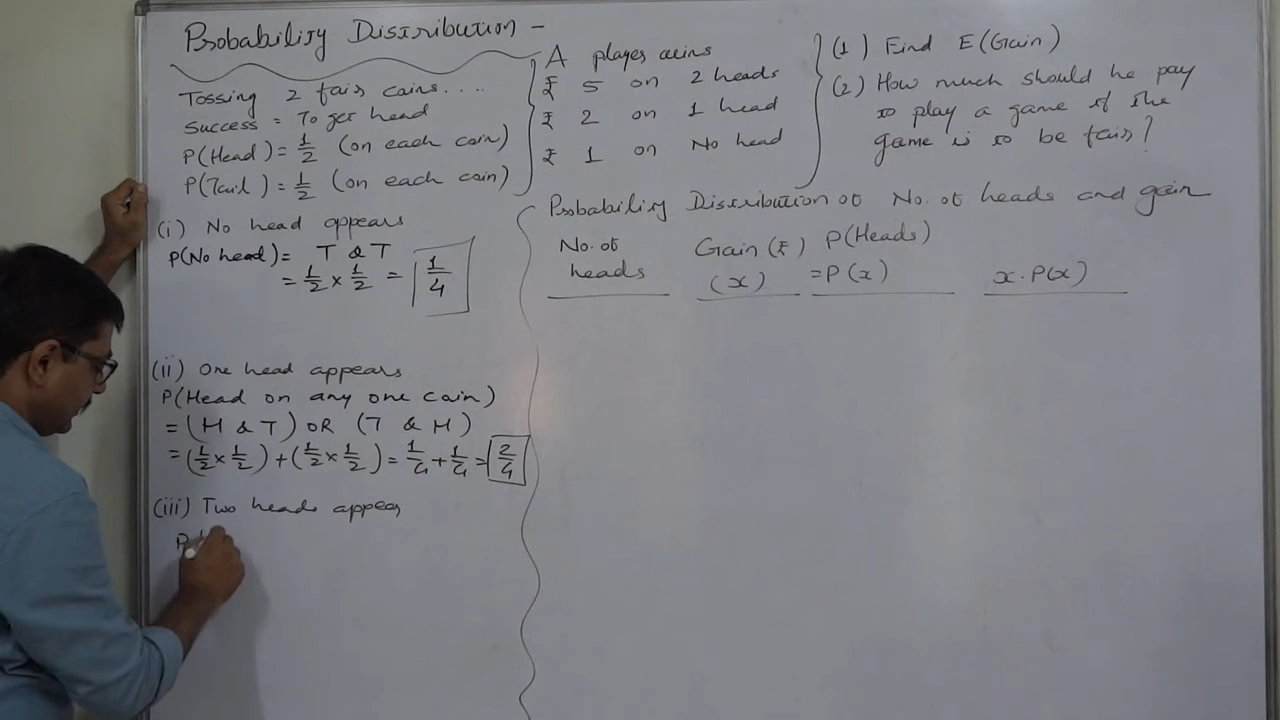 Probability Distribution -
Tossing 2 fair coins....
Success = To get head
P(Head) = 1/2 (on each coin)
P(Tail) = 1/2 (on each coin)
A player wins
₹ 5 on 2 heads
₹ 2 on 1 head
₹ 1 on No head
(1) Find E(Gain)
(2) How much should he pay
to play a game if the
game is to be fair?
(i) No head appears
P(No head) = T & T
= 1/2 × 1/2 = 1/4
(ii) One head appears
P(Head on any one coin)
= (H & T) OR (T & H)
= (1/2 × 1/2) + (1/2 × 1/2) = 1/4 + 1/4 = 2/4
(iii) Two heads appear
P(
Probability Distribution of No. of heads and gain
No. of heads
Gain (₹) (x)
P(Heads) = P(x)
x · P(x)